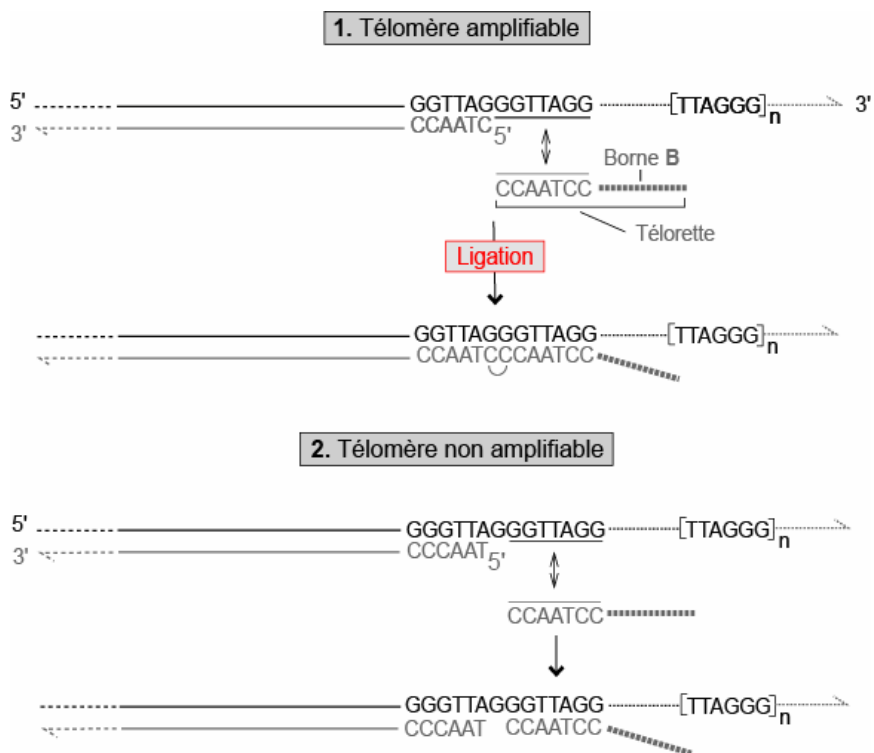 1. Télomère amplifiable
5' GGTTAGGGTTAGG [TTAGGG]n 3'
3' CCAATC 5'
Borne B
CCAATCC
Télorette
Ligation
GGTTAGGGTTAGG [TTAGGG]n
CCAATCCCAATCC
2. Télomère non amplifiable
5' GGGTTAGGGTTAGG [TTAGGG]n
3' CCCAAT 5'
CCAATCC
GGGTTAGGGTTAGG [TTAGGG]n
CCCAAT CCAATCC